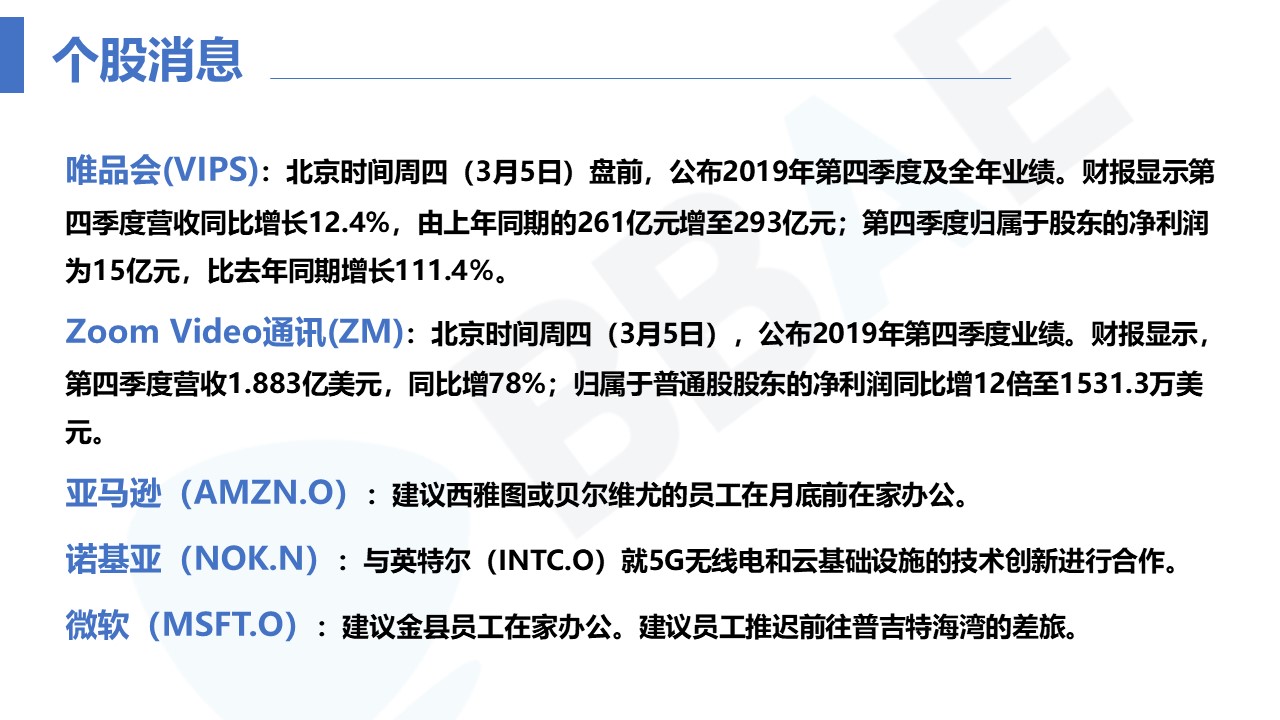 个股消息
唯品会(VIPS)：北京时间周四（3月5日）盘前，公布2019年第四季度及全年业绩。财报显示第
四季度营收同比增长12.4%，由上年同期的261亿元增至293亿元；第四季度归属于股东的净利润
为15亿元，比去年同期增长111.4%。
Zoom Video通讯(ZM)：北京时间周四（3月5日），公布2019年第四季度业绩。财报显示，
第四季度营收1.883亿美元，同比增78%；归属于普通股股东的净利润同比增12倍至1531.3万美
元。
亚马逊（AMZN.O）：建议西雅图或贝尔维尤的员工在月底前在家办公。
诺基亚（NOK.N）：与英特尔（INTC.O）就5G无线电和云基础设施的技术创新进行合作。
微软（MSFT.O）：建议金县员工在家办公。建议员工推迟前往普吉特海湾的差旅。
BBAE